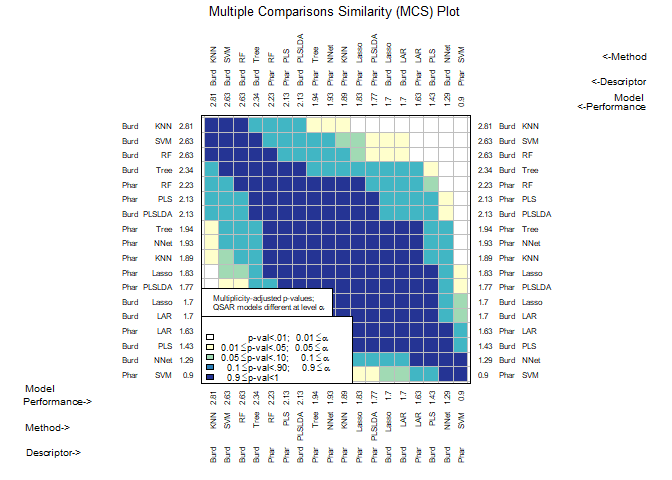 Multiple Comparisons Similarity (MCS) Plot
KNN SVM RF Tree RF PLS PLSLDA Tree NNet KNN Lasso PLSLDA Lasso LAR LAR PLS NNet SVM
<-Method
Burd Burd Burd Burd Phar Phar Burd Phar Phar Phar Phar Phar Burd Burd Phar Burd Burd Phar
<-Descriptor
2.81 2.63 2.63 2.34 2.23 2.13 2.13 1.94 1.93 1.89 1.83 1.77 1.7 1.7 1.63 1.43 1.29 0.9
Model
<-Performance
Burd KNN 2.81 2.81 Burd KNN
Burd SVM 2.63 2.63 Burd SVM
Burd RF 2.63 2.63 Burd RF
Burd Tree 2.34 2.34 Burd Tree
Phar RF 2.23 2.23 Phar RF
Phar PLS 2.13 2.13 Phar PLS
Burd PLSLDA 2.13 2.13 Burd PLSLDA
Phar Tree 1.94 1.94 Phar Tree
Phar NNet 1.93 1.93 Phar NNet
Phar KNN 1.89 1.89 Phar KNN
Phar Lasso 1.83 1.83 Phar Lasso
Phar PLSLDA 1.77 1.77 Phar PLSLDA
Burd Lasso 1.7 1.7 Burd Lasso
Burd LAR 1.7 1.7 Burd LAR
Phar LAR 1.63 1.63 Phar LAR
Burd PLS 1.43 1.43 Burd PLS
Burd NNet 1.29 1.29 Burd NNet
Phar SVM 0.9 0.9 Phar SVM
Multiplicity-adjusted p-values;
QSAR models different at level α
p-val<.01; 0.01≤α
0.01≤p-val<.05; 0.05≤α
0.05≤p-val<.10; 0.1≤α
0.1≤p-val<.90; 0.9≤α
0.9≤p-val<1
Model
Performance->
2.81 2.63 2.63 2.34 2.23 2.13 2.13 1.94 1.93 1.89 1.83 1.77 1.7 1.7 1.63 1.43 1.29 0.9
Method->
KNN SVM RF Tree RF PLS PLSLDA Tree NNet KNN Lasso PLSLDA Lasso LAR LAR PLS NNet SVM
Descriptor->
Burd Burd Burd Burd Phar Phar Burd Phar Phar Phar Phar Phar Burd Burd Phar Burd Burd Phar